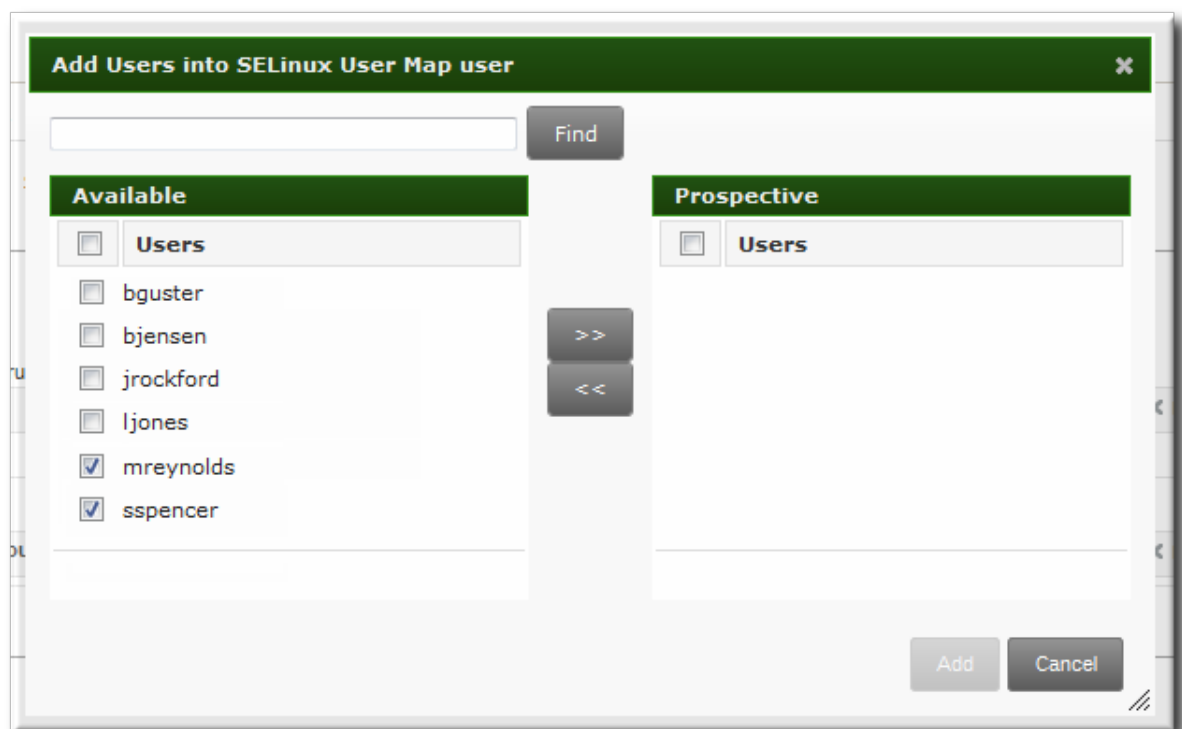 Add Users into SELinux User Map user
Find
Available
Prospective
Users
Users
bguster
bjensen
jrockford
ljones
mreynolds
sspencer
>>
<<
Add
Cancel